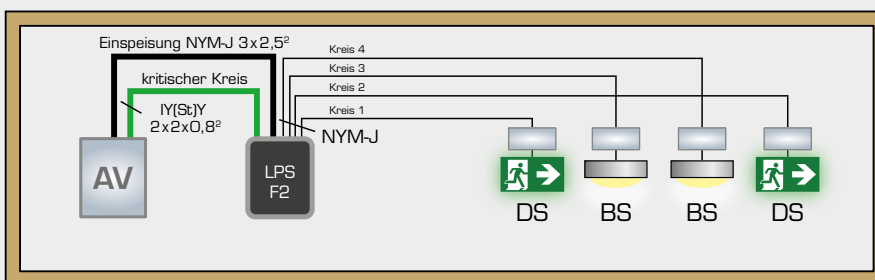 Einspeisung NYM-J 3x2,5²
kritischer Kreis
IY(St)Y
2x2x0,8²
AV
LPS
F2
NYM-J
Kreis 4
Kreis 3
Kreis 2
Kreis 1
DS
BS
BS
DS